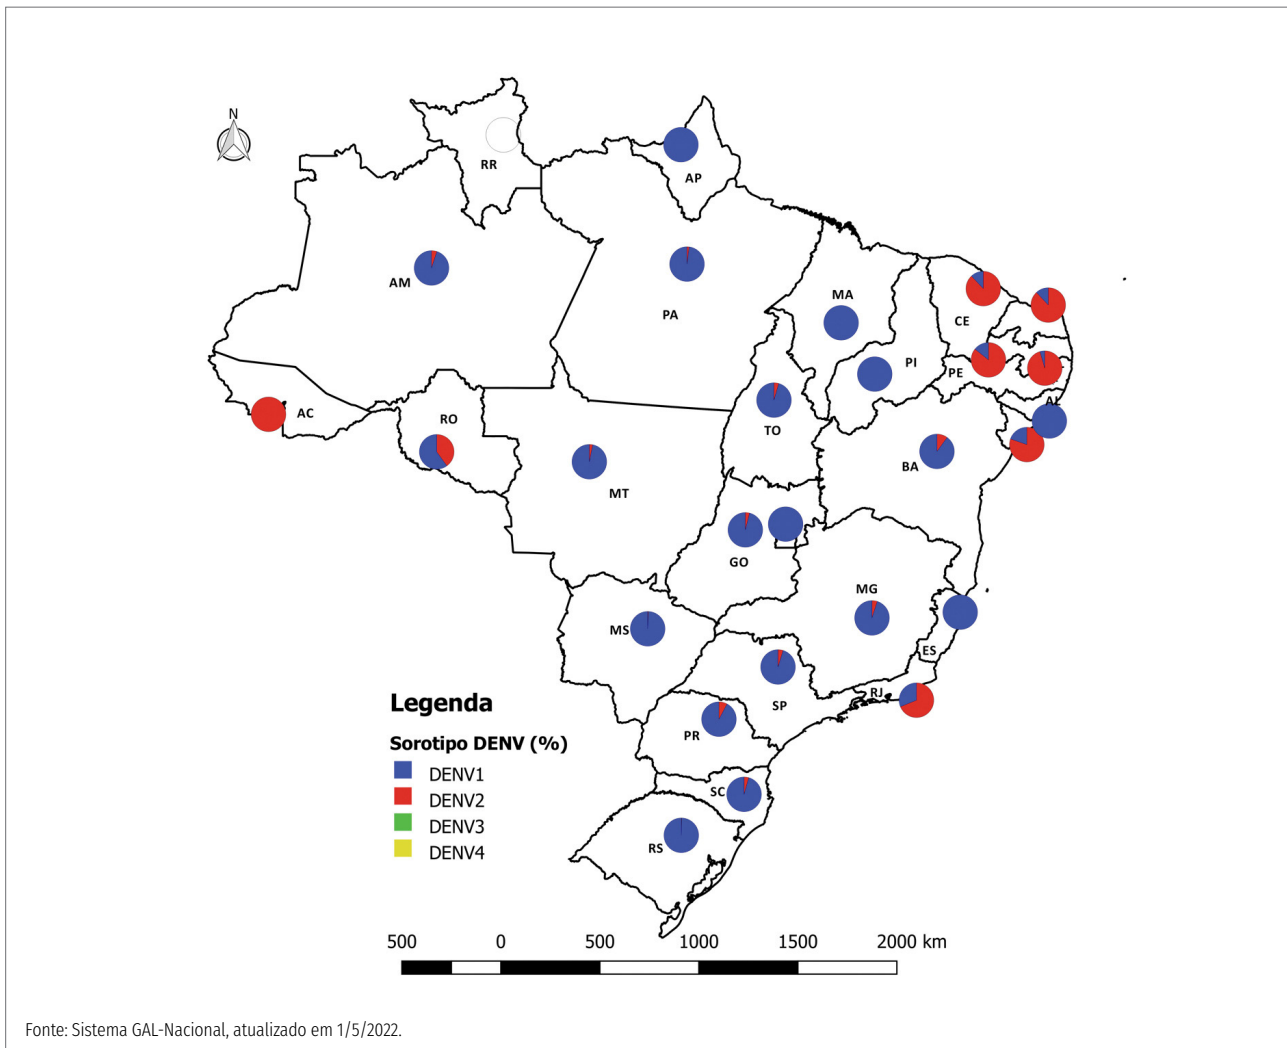 N
RR
AP
AM
PA
MA
CE
PI
PE
AL
AC
RO
TO
BA
MT
GO
MG
MS
ES
SP
RJ
PR
SC
RS
Legenda
Sorotipo DENV (%)
DENV1
DENV2
DENV3
DENV4
500 0 500 1000 1500 2000 km
Fonte: Sistema GAL-Nacional, atualizado em 1/5/2022.